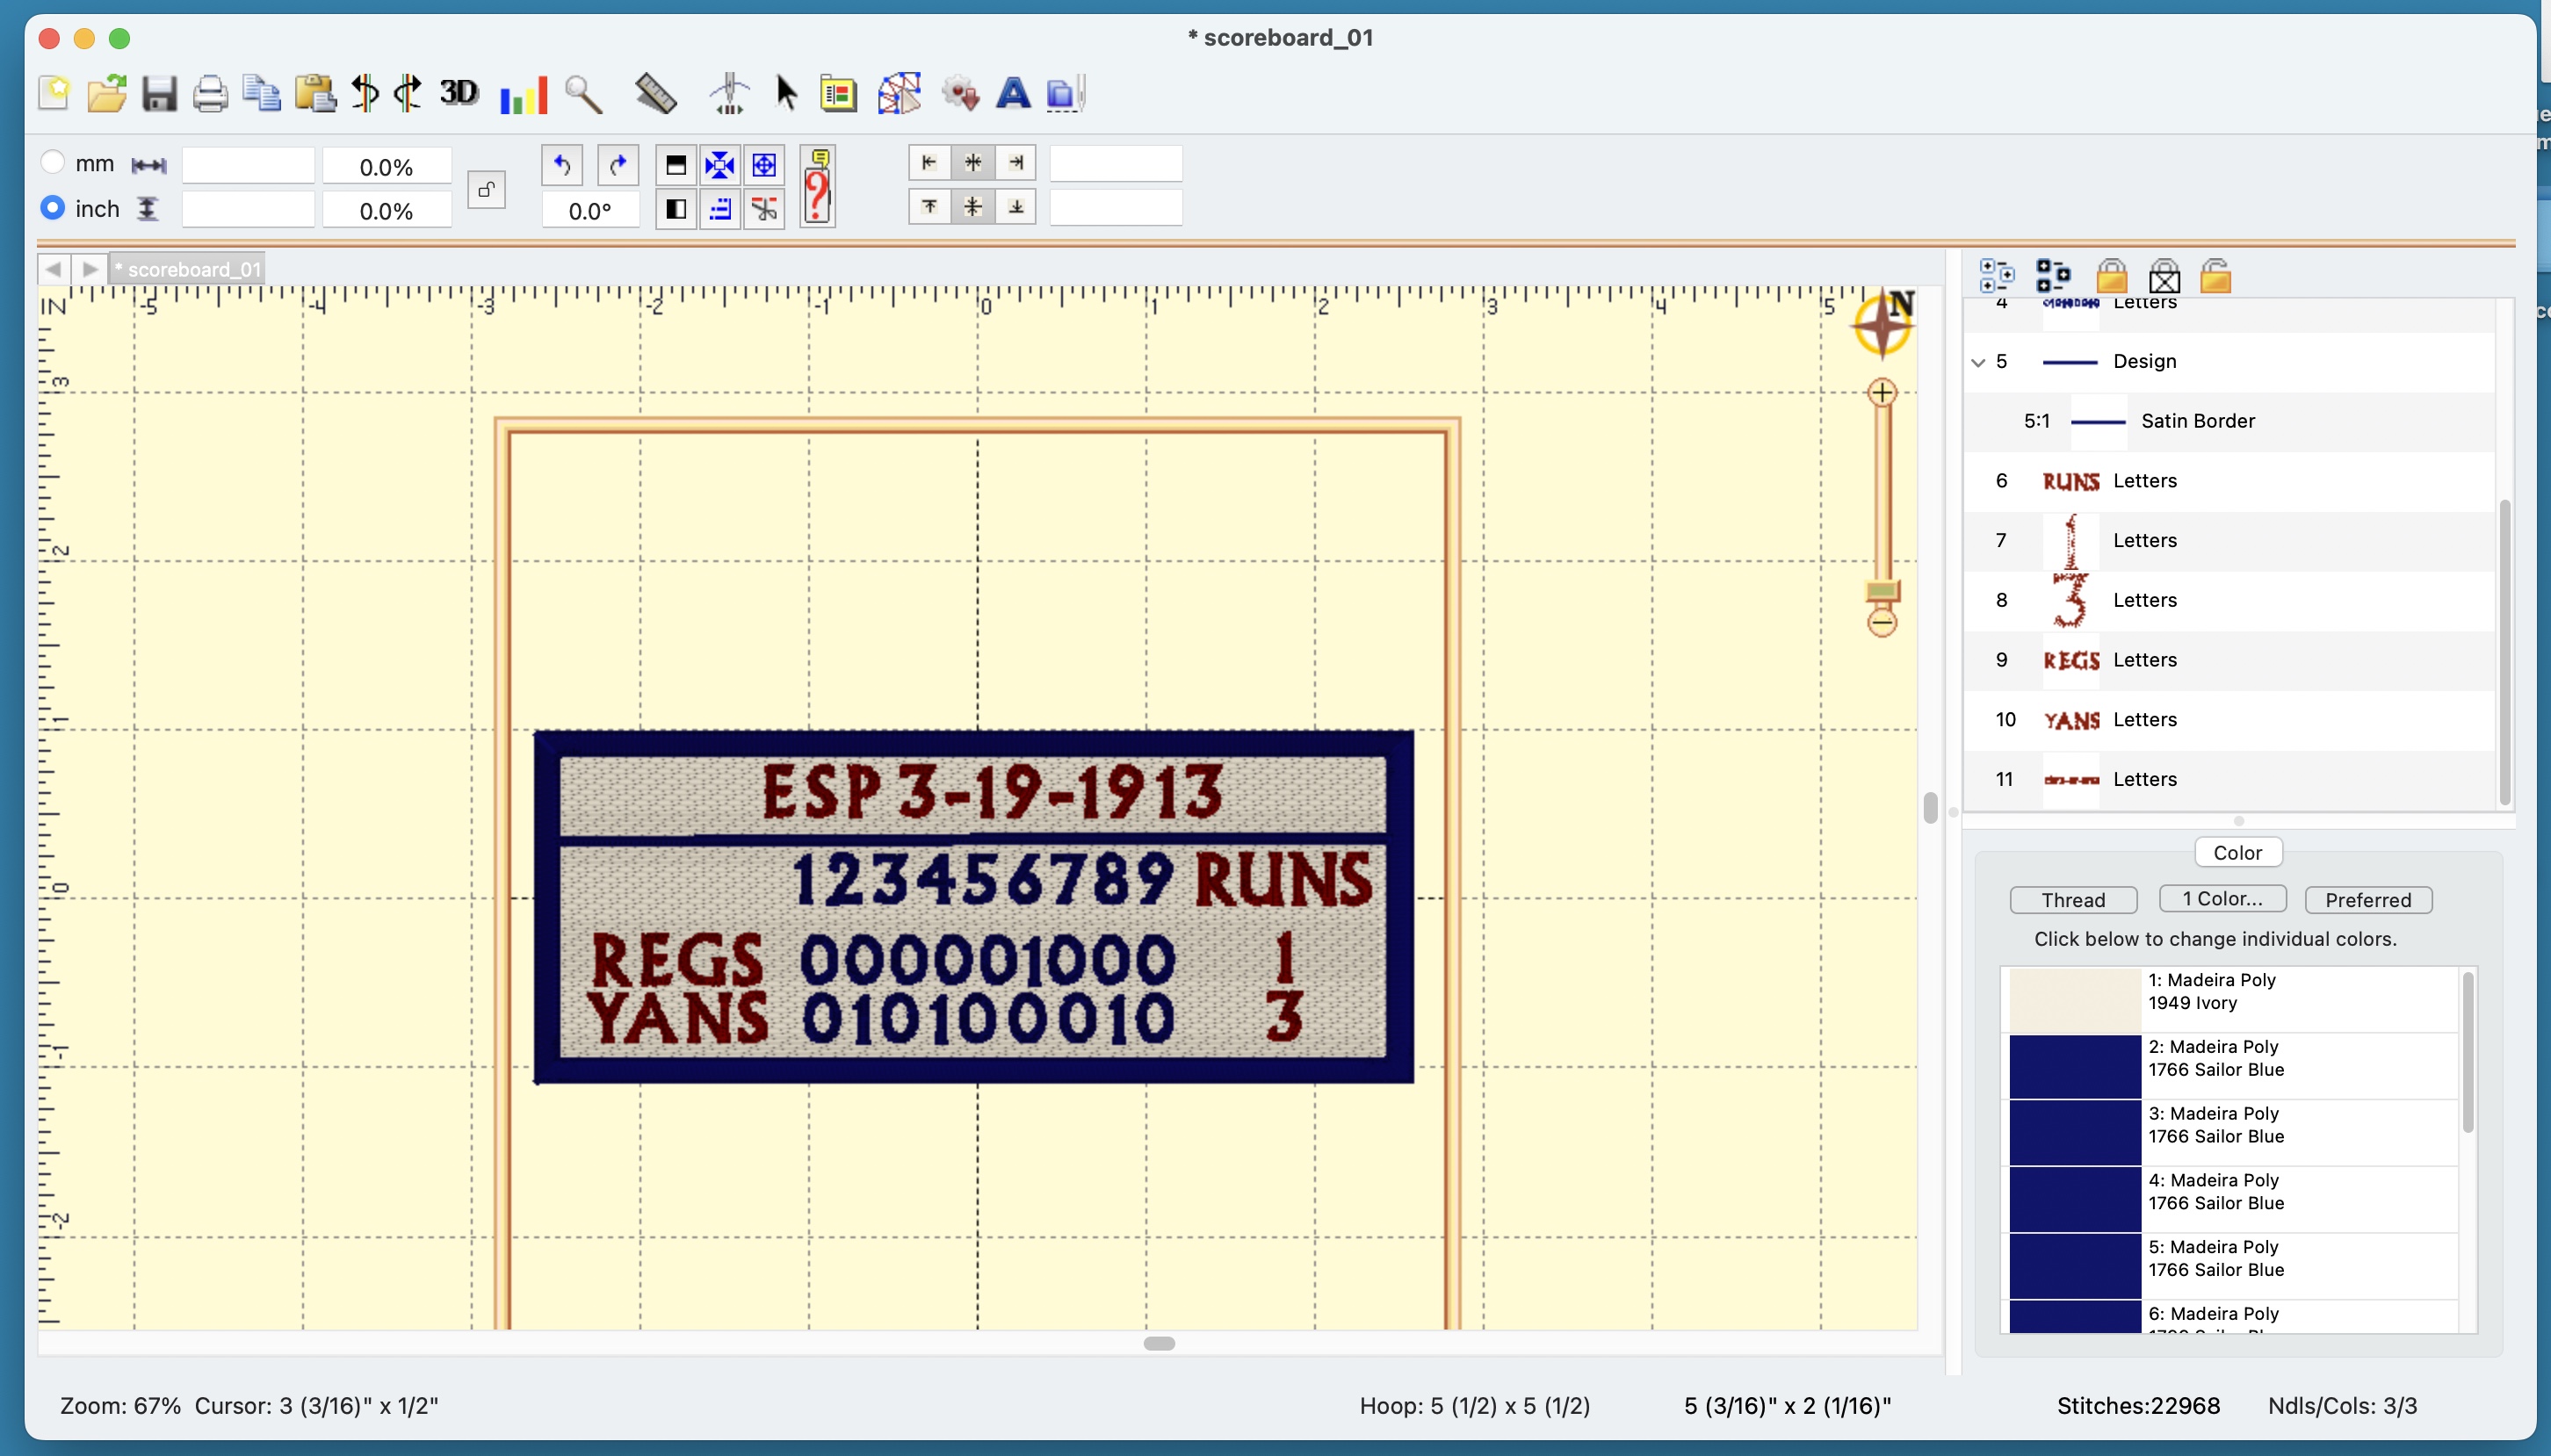 * scoreboard_01
3D
A
mm 0.0%
inch 0.0% 0.0°
?
* scoreboard_01
IN -5 -4 -3 -2 -1 0 1 2 3 4 5 N
3
2
1
0
-1
-2
ESP 3-19-1913
123456789 RUNS
REGS 000001000 1
YANS 010100010 3
4 Letters
5 Design
5:1 Satin Border
6 RUNS Letters
7 1 Letters
8 3 Letters
9 REGS Letters
10 YANS Letters
11 Letters
Color
Thread 1 Color... Preferred
Click below to change individual colors.
1: Madeira Poly
1949 Ivory
2: Madeira Poly
1766 Sailor Blue
3: Madeira Poly
1766 Sailor Blue
4: Madeira Poly
1766 Sailor Blue
5: Madeira Poly
1766 Sailor Blue
6: Madeira Poly
Zoom: 67% Cursor: 3 (3/16)" x 1/2" Hoop: 5 (1/2) x 5 (1/2) 5 (3/16)" x 2 (1/16)" Stitches:22968 Ndls/Cols: 3/3